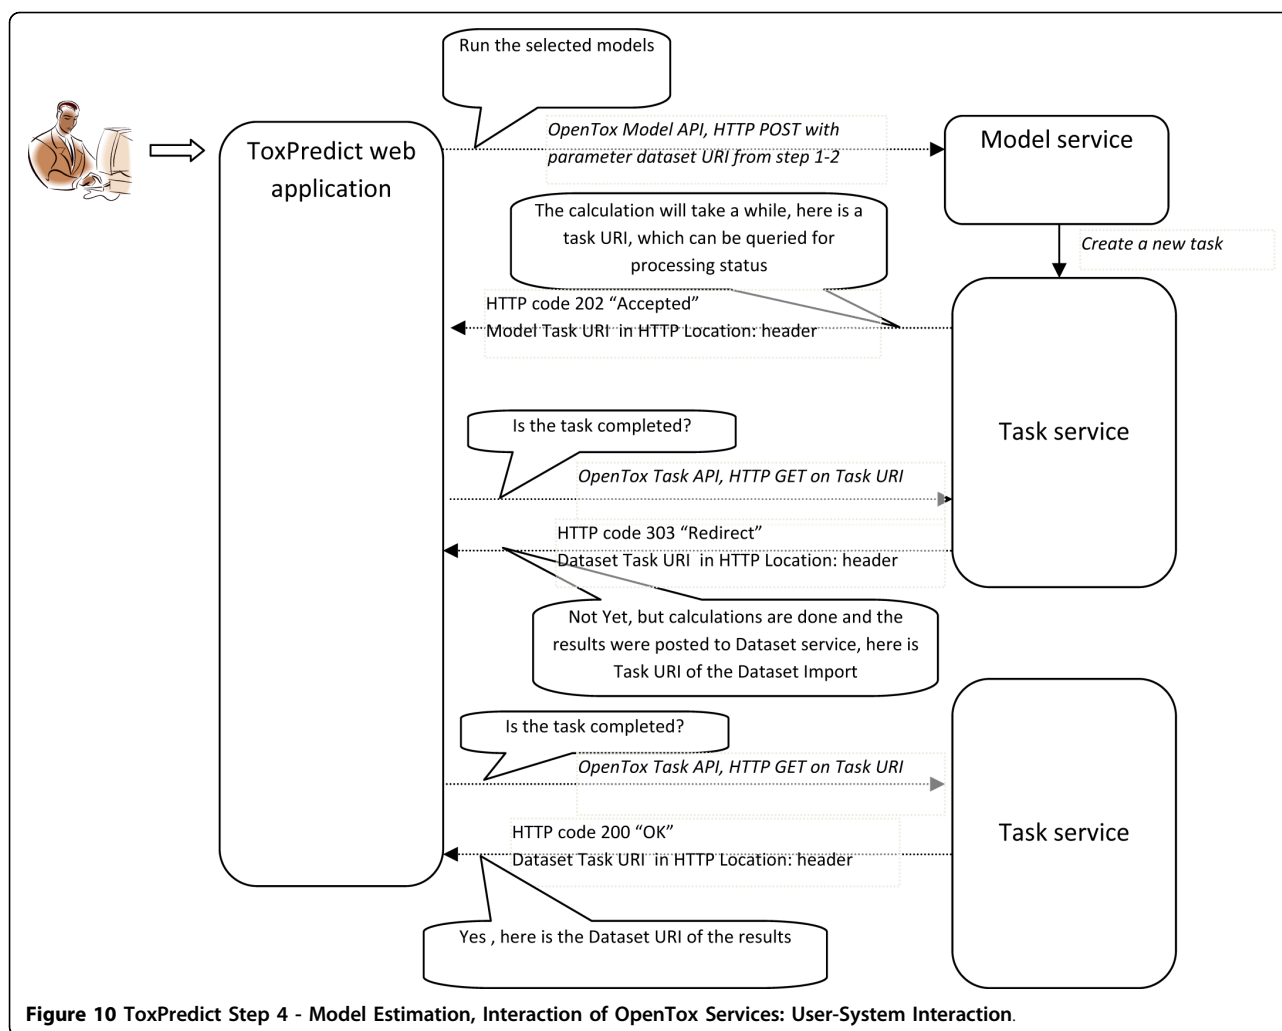 Run the selected models
ToxPredict web
application
OpenTox Model API, HTTP POST with
parameter dataset URI from step 1-2
Model service
The calculation will take a while, here is a
task URI, which can be queried for
processing status
Create a new task
HTTP code 202 “Accepted”
Model Task URI in HTTP Location: header
Is the task completed?
Task service
OpenTox Task API, HTTP GET on Task URI
HTTP code 303 “Redirect”
Dataset Task URI in HTTP Location: header
Not Yet, but calculations are done and the
results were posted to Dataset service, here is
Task URI of the Dataset Import
Is the task completed?
OpenTox Task API, HTTP GET on Task URI
HTTP code 200 “OK”
Dataset Task URI in HTTP Location: header
Task service
Yes , here is the Dataset URI of the results
Figure 10 ToxPredict Step 4 - Model Estimation, Interaction of OpenTox Services: User-System Interaction.